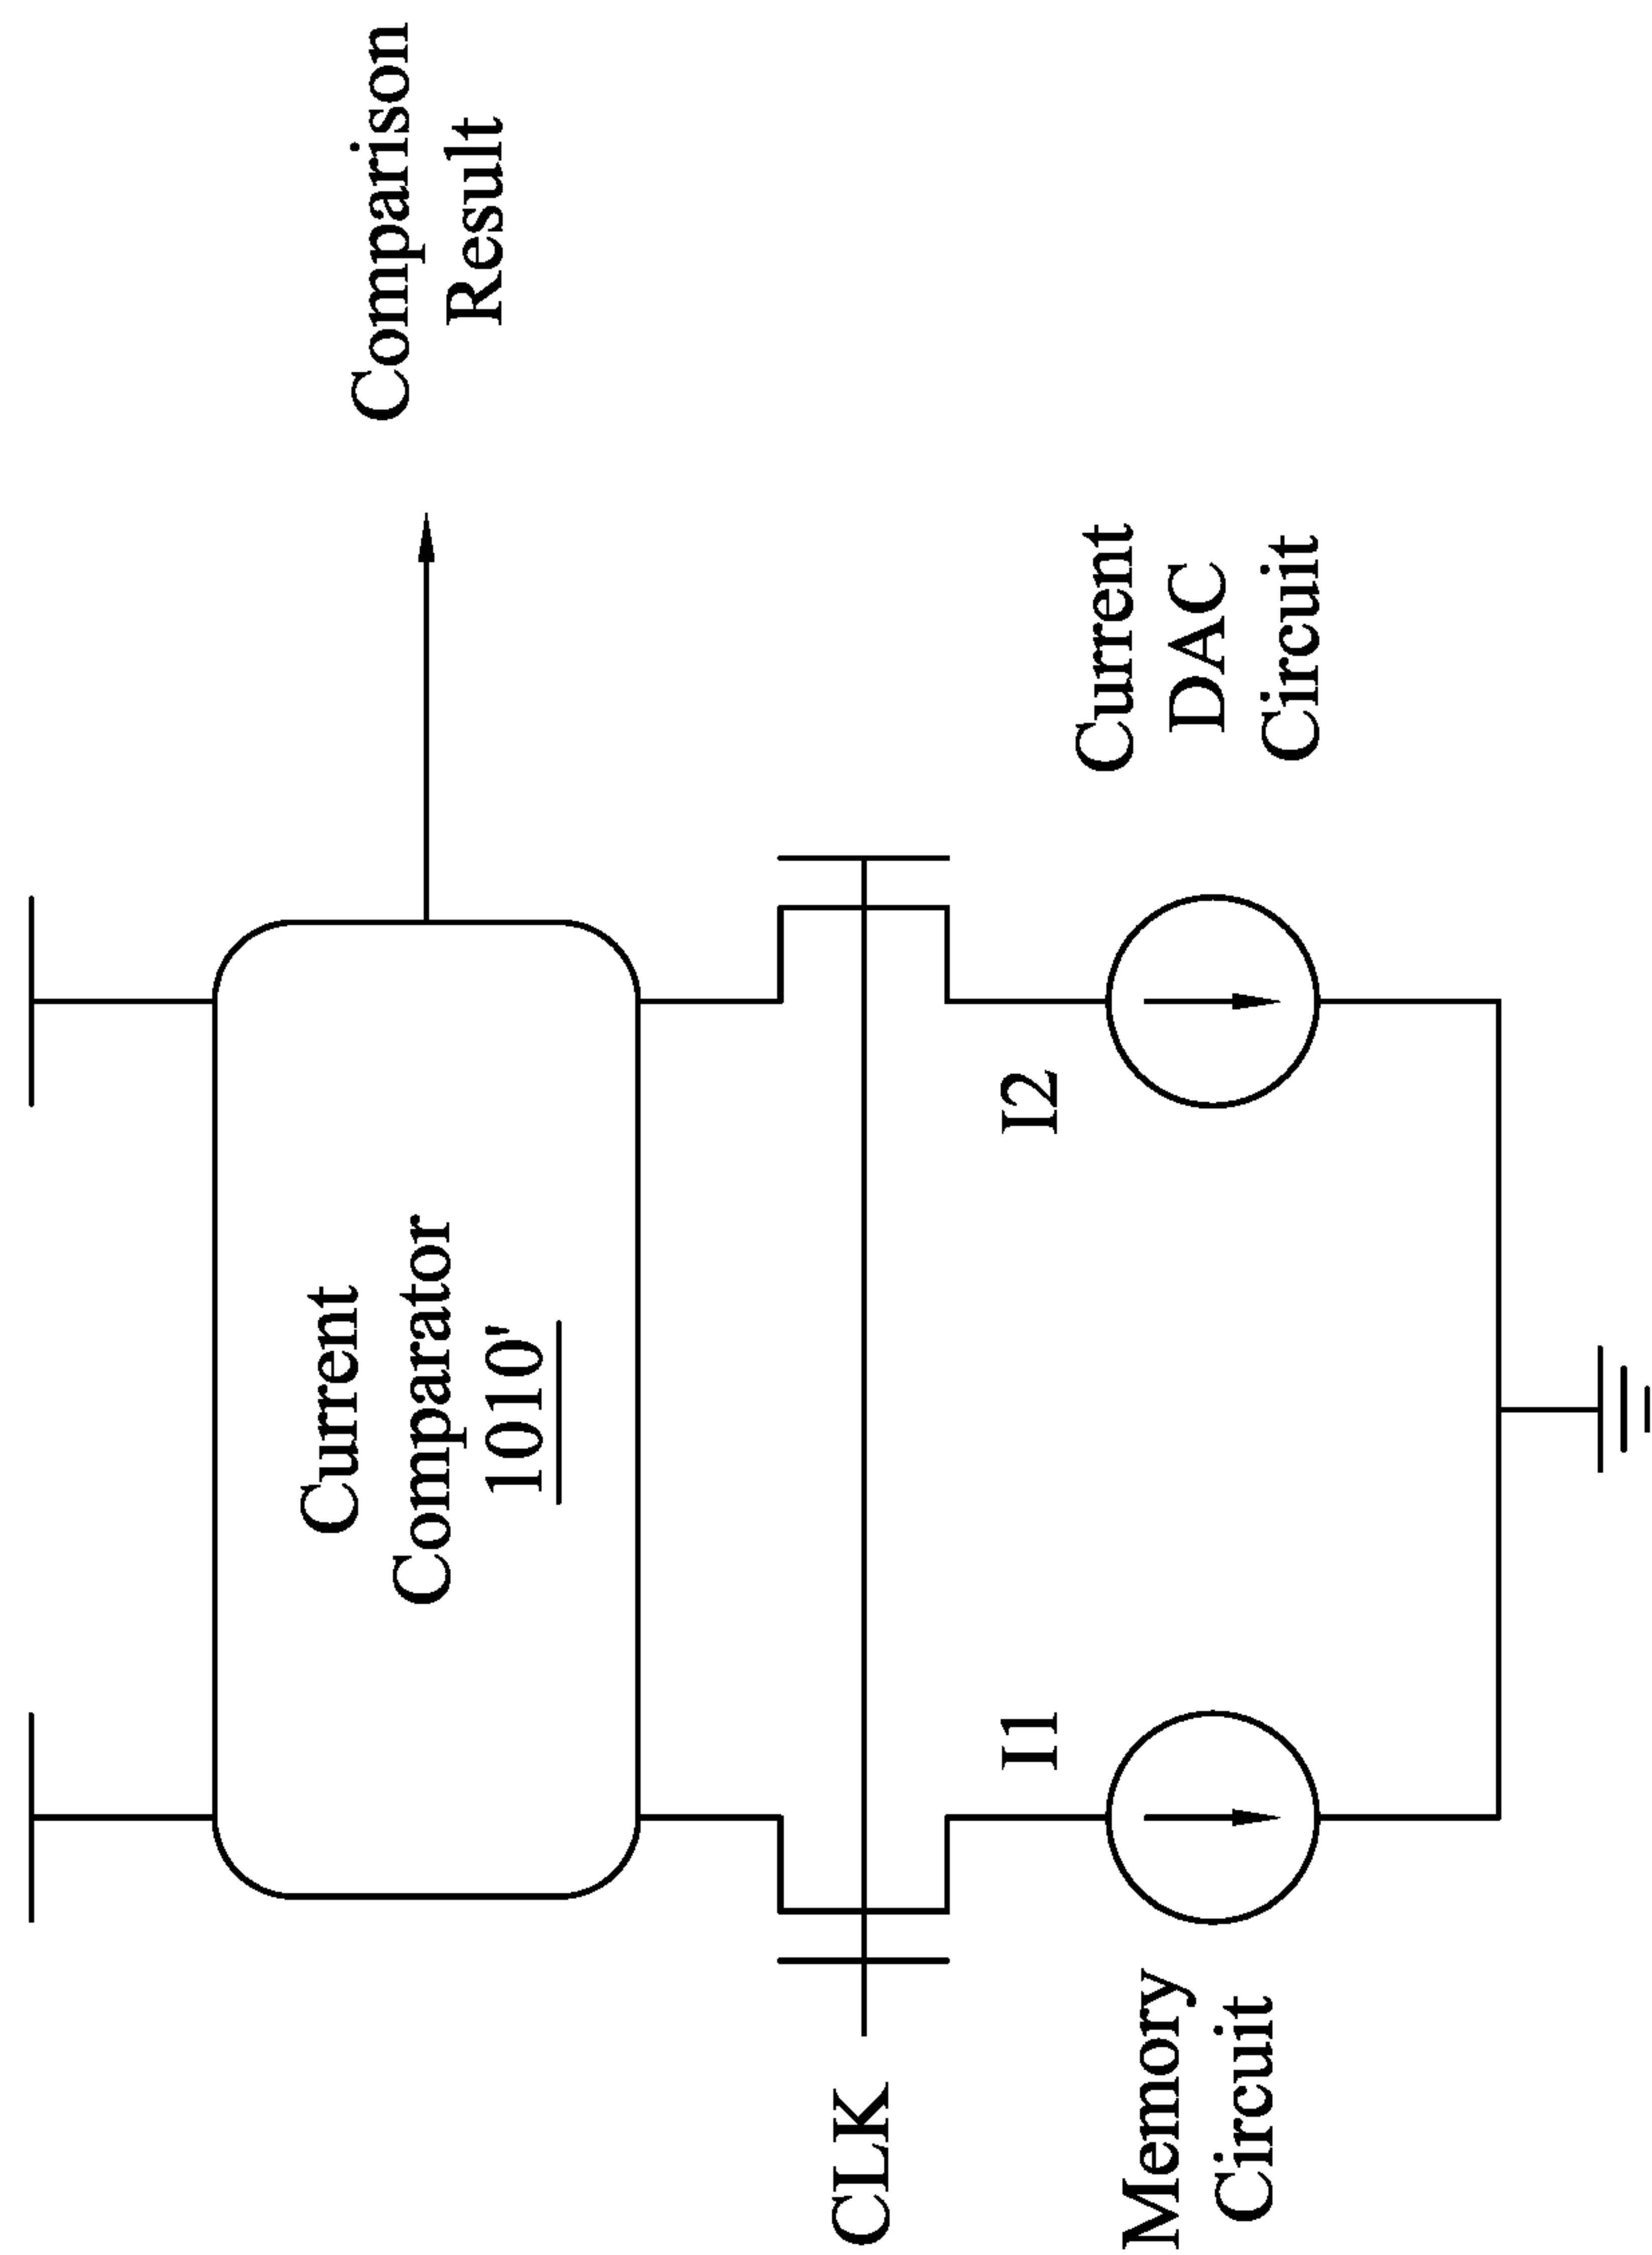 Current
Comparator
1010'
Comparison
Result
CLK
I1
I2
Memory
Circuit
Current
DAC
Circuit